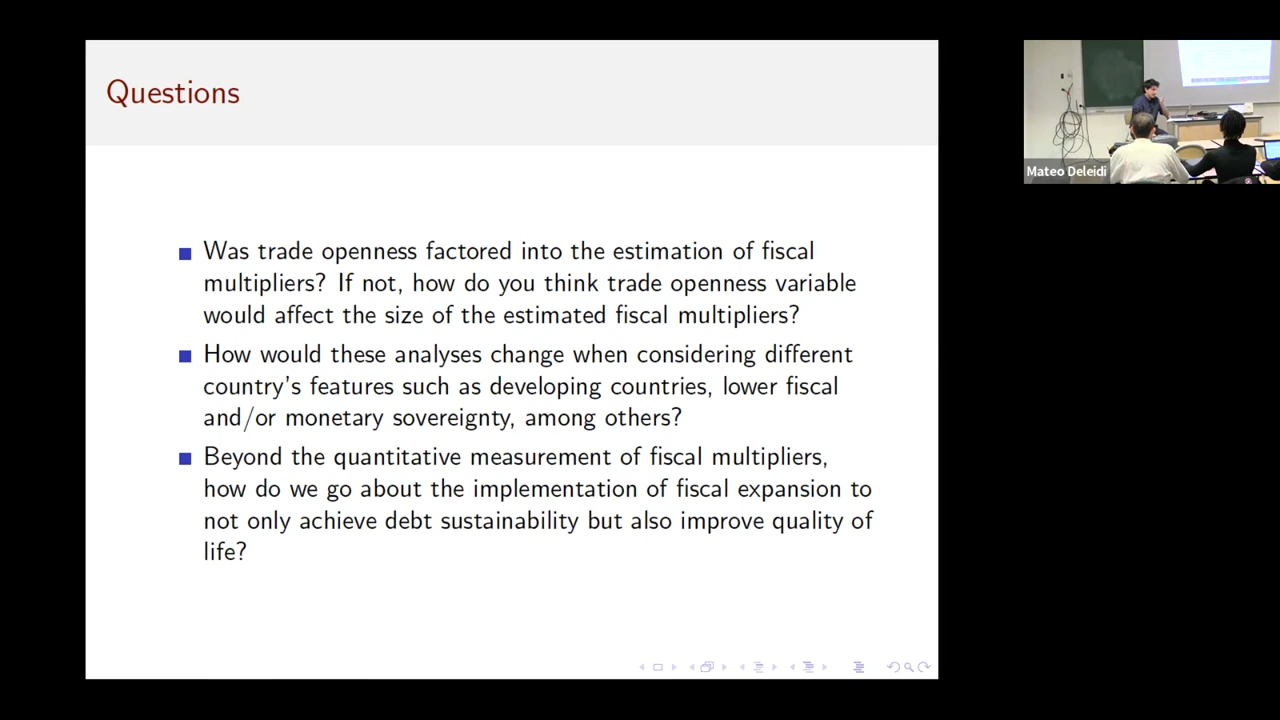 Questions
Was trade openness factored into the estimation of fiscal
multipliers? If not, how do you think trade openness variable
would affect the size of the estimated fiscal multipliers?
How would these analyses change when considering different
country's features such as developing countries, lower fiscal
and/or monetary sovereignty, among others?
Beyond the quantitative measurement of fiscal multipliers,
how do we go about the implementation of fiscal expansion to
not only achieve debt sustainability but also improve quality of
life?
Mateo Deleidi